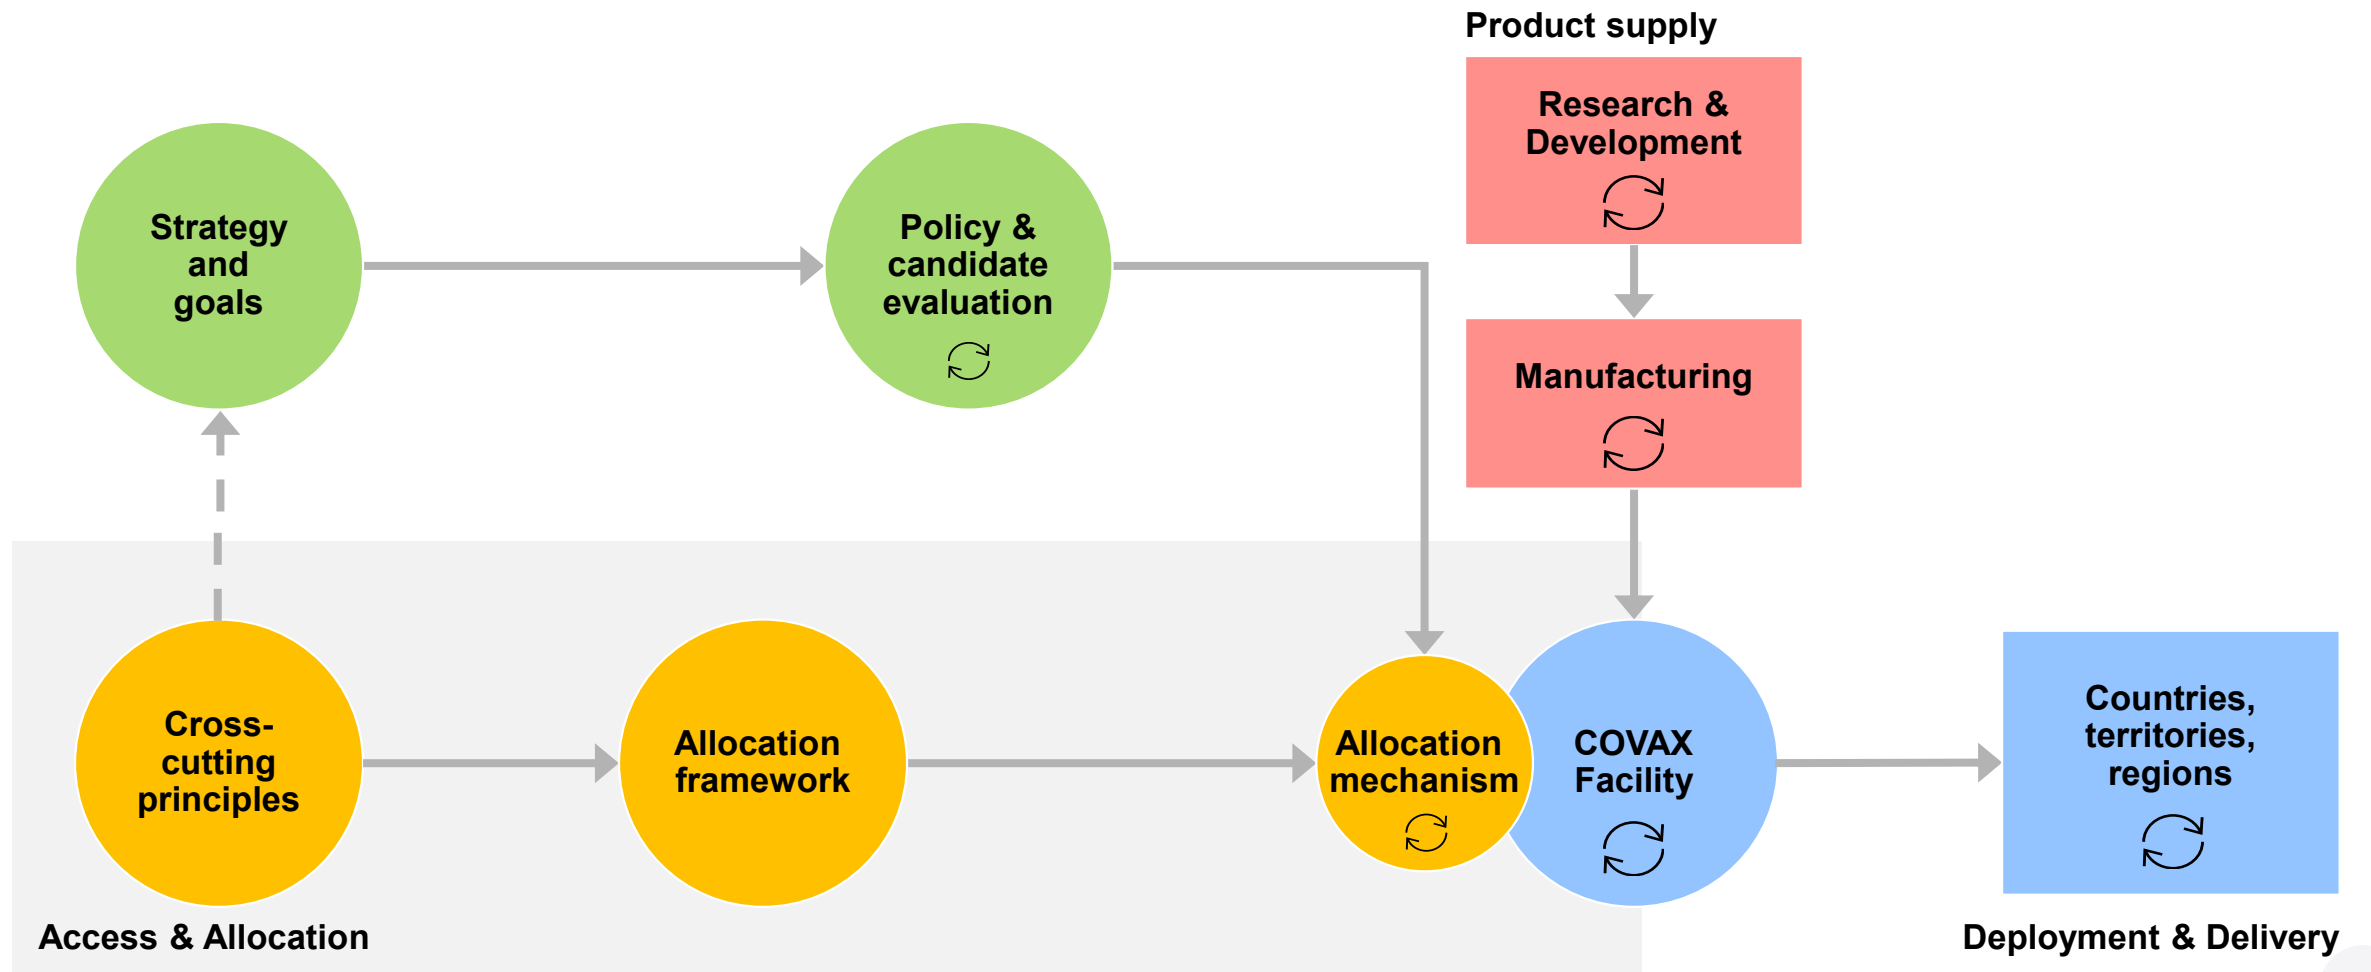 Product supply
Research &
Development
Strategy
and
goals
Policy &
candidate
evaluation
Manufacturing
Cross-
cutting
principles
Allocation
framework
Allocation
mechanism
COVAX
Facility
Countries,
territories,
regions
Access & Allocation
Deployment & Delivery